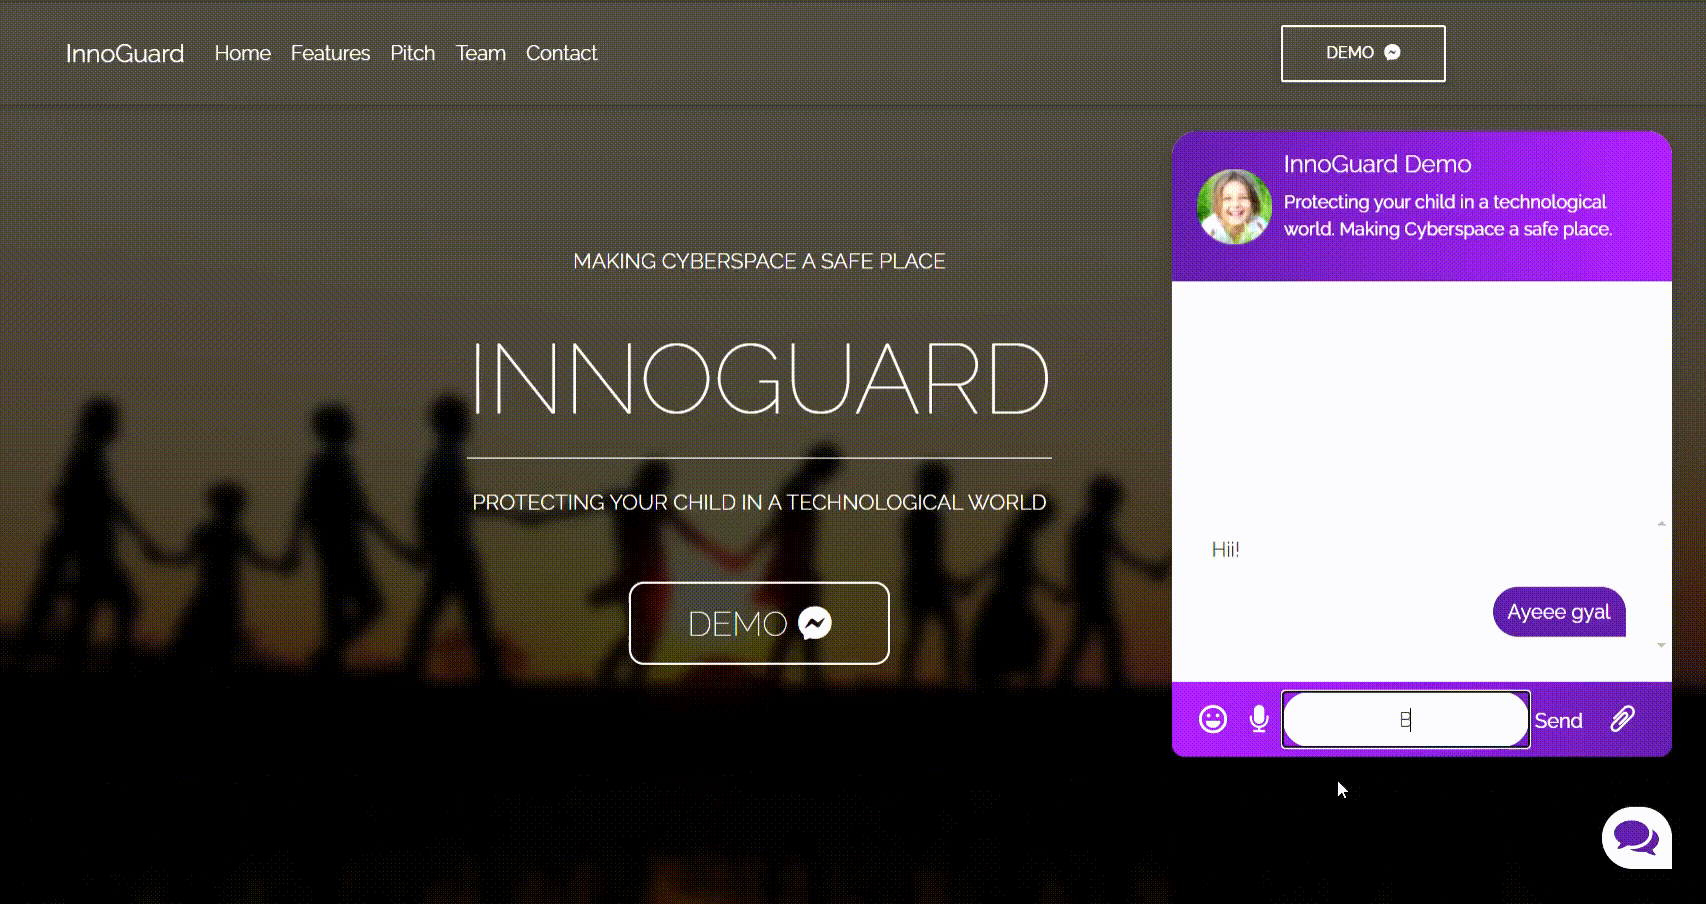 InnoGuard Home Features Pitch Team Contact
DEMO
MAKING CYBERSPACE A SAFE PLACE
INNOGUARD
PROTECTING YOUR CHILD IN A TECHNOLOGICAL WORLD
DEMO
InnoGuard Demo
Protecting your child in a technological
world. Making Cyberspace a safe place.
Hii!
Ayeee gyal
B
Send